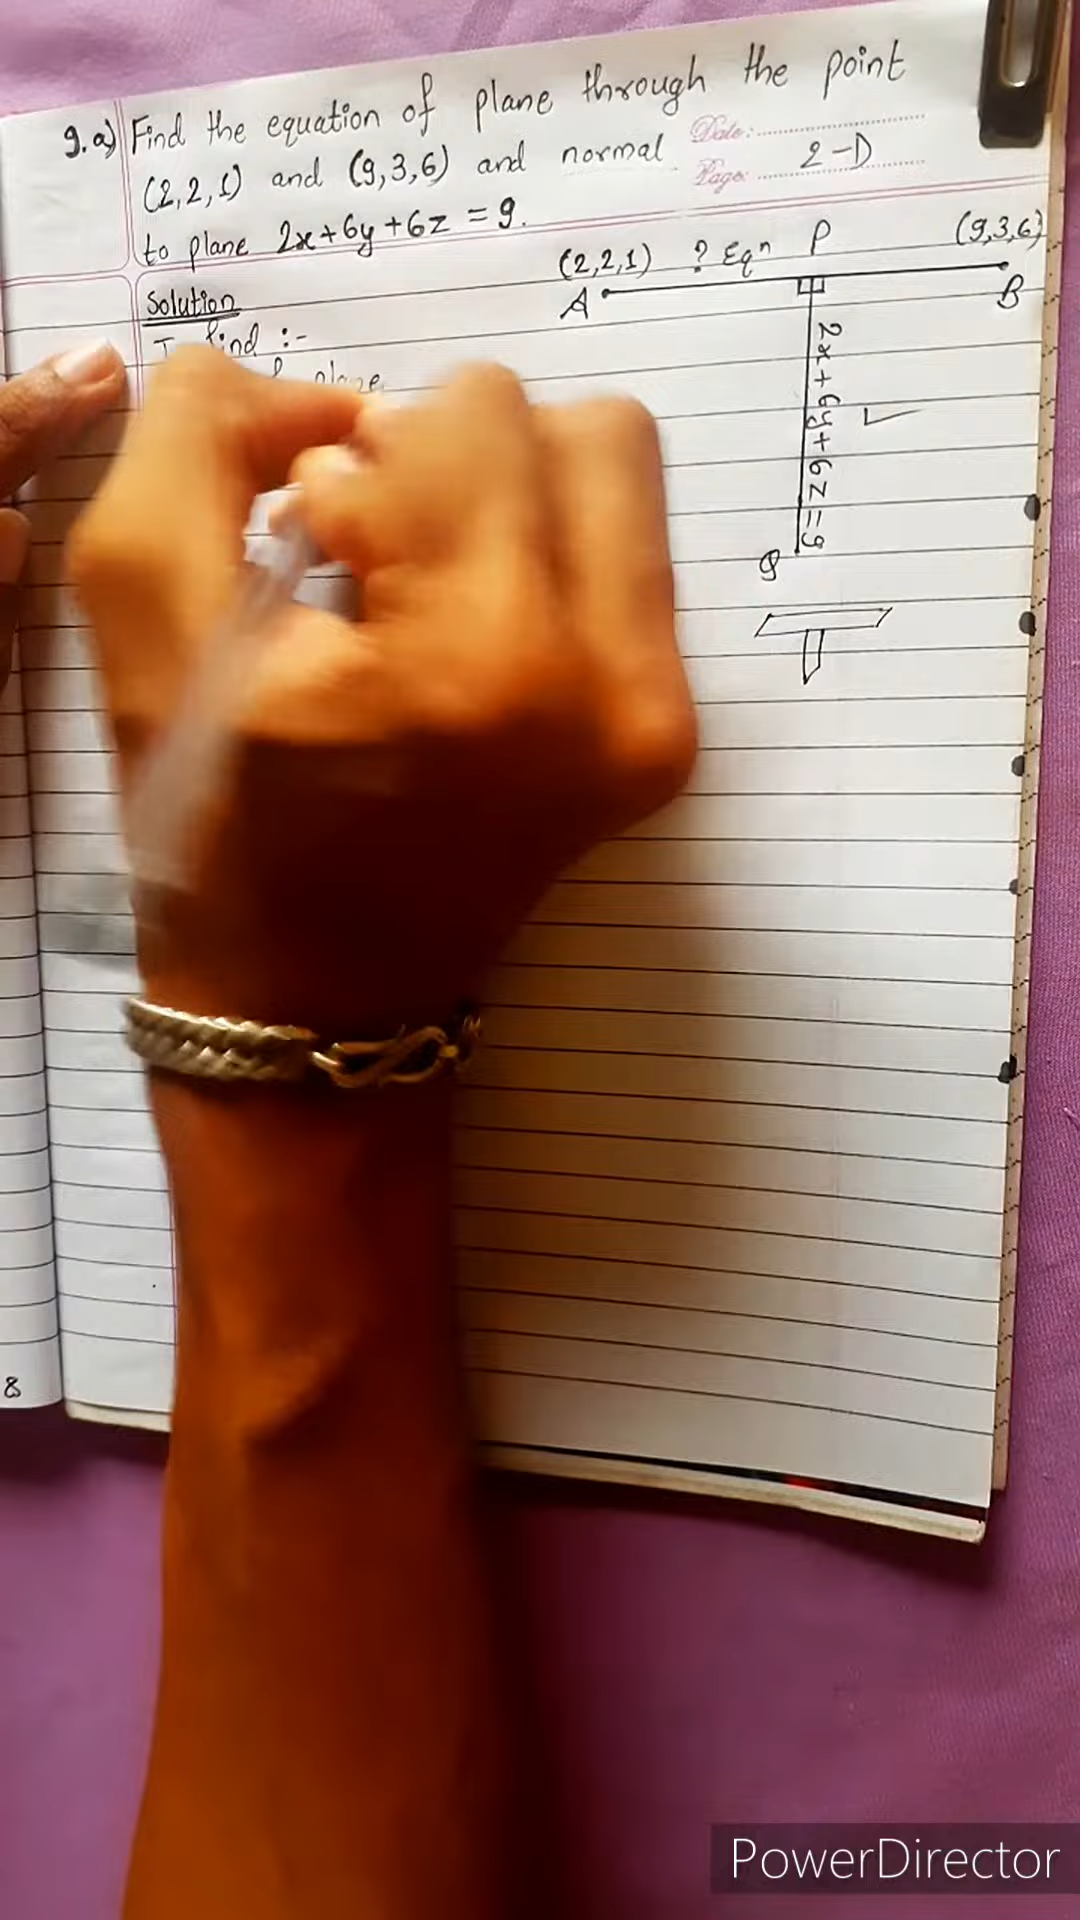 9. a) Find the equation of plane through the point
(2,2,1) and (9,3,6) and normal
Date:
Page: 2-D
to plane 2x+6y+6z = 9.
Solution
(2,2,1) ? Eqⁿ P (9,3,6)
A B
find :-
plane
2x+6y+6z=9
Q
8
PowerDirector